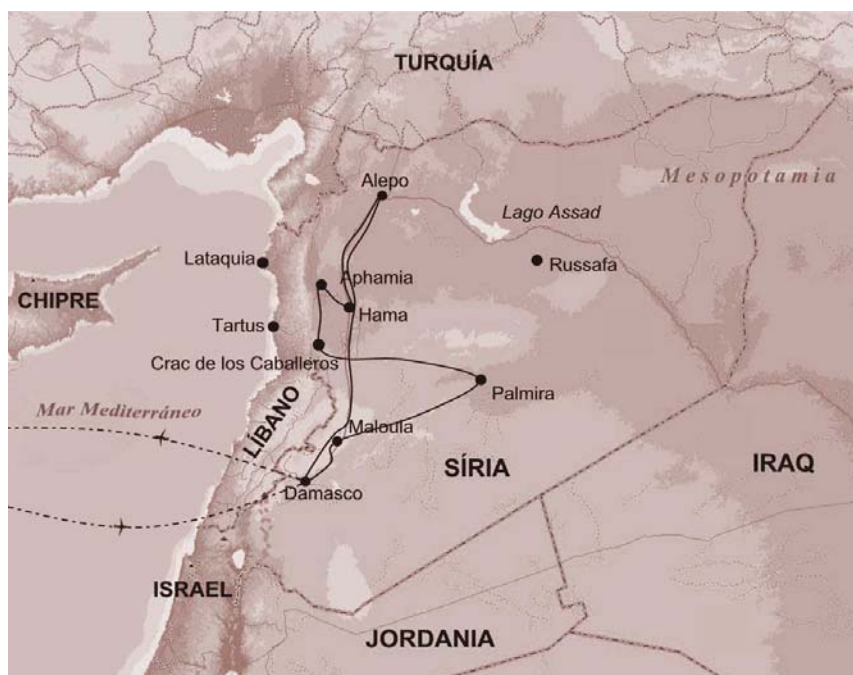 TURQUÍA
Mesopotamia
Alepo
Lago Assad
Lataquia
Russafa
Aphamia
CHIPRE
Hama
Tartus
Crac de los Caballeros
Palmira
Mar Mediterráneo
LÍBANO
Maloula
SÍRIA
IRAQ
Damasco
ISRAEL
JORDANIA